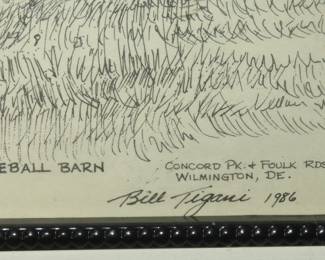 EBALL BARN
CONCORD PK. & FOULK RDS
WILMINGTON, DE.
Bill Tigani 1986